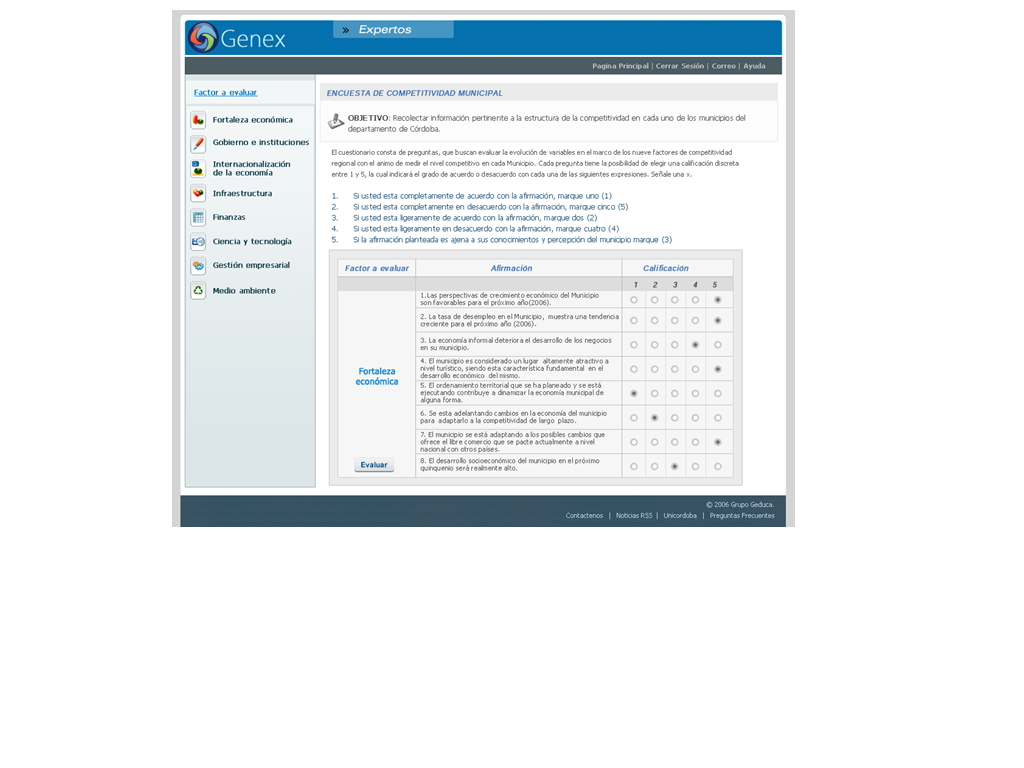 Genex
» Expertos
Pagina Principal | Cerrar Sesión | Correo | Ayuda
Factor a evaluar
Fortaleza económica
Gobierno e instituciones
Internacionalización
de la economía
Infraestructura
Finanzas
Ciencia y tecnología
Gestión empresarial
Medio ambiente
ENCUESTA DE COMPETITIVIDAD MUNICIPAL
OBJETIVO: Recolectar información pertinente a la estructura de la competitividad en cada uno de los municipios del
departamento de Córdoba.
El cuestionario consta de preguntas, que buscan evaluar la evolución de variables en el marco de los nueve factores de competitividad
regional con el animo de medir el nivel competitivo en cada Municipio. Cada pregunta tiene la posibilidad de elegir una calificación discreta
entre 1 y 5, la cual indicará el grado de acuerdo o desacuerdo con cada una de las siguientes expresiones. Señale una x.
1. Si usted esta completamente de acuerdo con la afirmación, marque uno (1)
2. Si usted esta completamente en desacuerdo con la afirmación, marque cinco (5)
3. Si usted esta ligeramente de acuerdo con la afirmación, marque dos (2)
4. Si usted esta ligeramente en desacuerdo con la afirmación, marque cuatro (4)
5. Si la afirmación planteada es ajena a sus conocimientos y percepción del municipio marque (3)
Factor a evaluar Afirmación Calificación
1 2 3 4 5
1.Las perspectivas de crecimiento económico del Municipio
son favorables para el próximo año(2006).
2. La tasa de desempleo en el Municipio, muestra una tendencia
creciente para el próximo año (2006).
3. La economía informal deteriora el desarrollo de los negocios
en su municipio.
4. El municipio es considerado un lugar altamente atractivo a
nivel turístico, siendo esta característica fundamental en el
desarrollo económico del mismo.
Fortaleza
económica
5. El ordenamiento territorial que se ha planeado y se está
ejecutando contribuye a dinamizar la economía municipal de
alguna forma.
6. Se esta adelantando cambios en la economía del municipio
para adaptarlo a la competitividad de largo plazo.
7. El municipio se está adaptando a los posibles cambios que
ofrece el libre comercio que se pacte actualmente a nivel
nacional con otros países.
8. El desarrollo socioeconómico del municipio en el próximo
quinquenio será realmente alto.
Evaluar
© 2006 Grupo Geduca.
Contactenos | Noticias RSS | Unicordoba | Preguntas Frecuentes